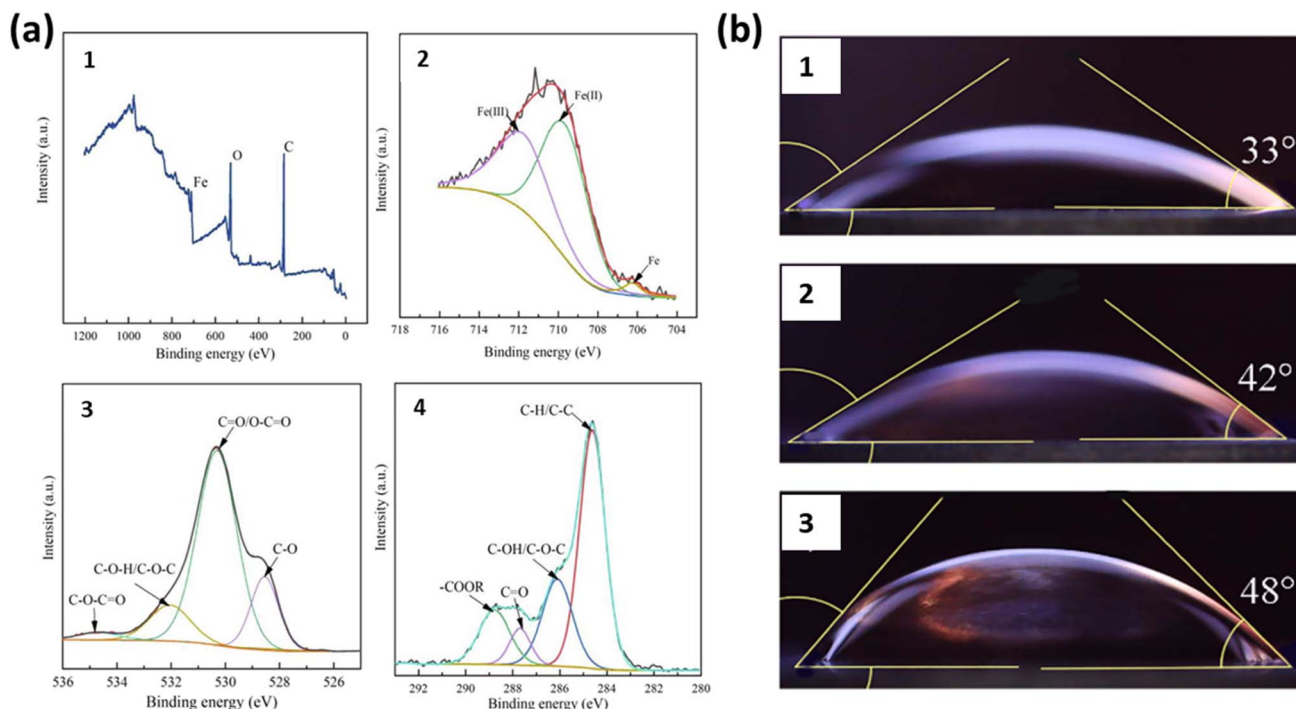 (a)
1
Fe
O
C
Intensity (a.u.)
1200 1000 800 600 400 200 0
Binding energy (eV)
2
Fe(III)
Fe(II)
Fe
Intensity (a.u.)
718 716 714 712 710 708 706 704
Binding energy (eV)
3
C=O/O-C=O
C-O
C-O-H/C-O-C
C-O-C=O
Intensity (a.u.)
536 534 532 530 528 526
Binding energy (eV)
4
C-H/C-C
C-OH/C-O-C
-COOR
C=O
Intensity (a.u.)
292 290 288 286 284 282 280
Binding energy (eV)
(b)
1
33°
2
42°
3
48°